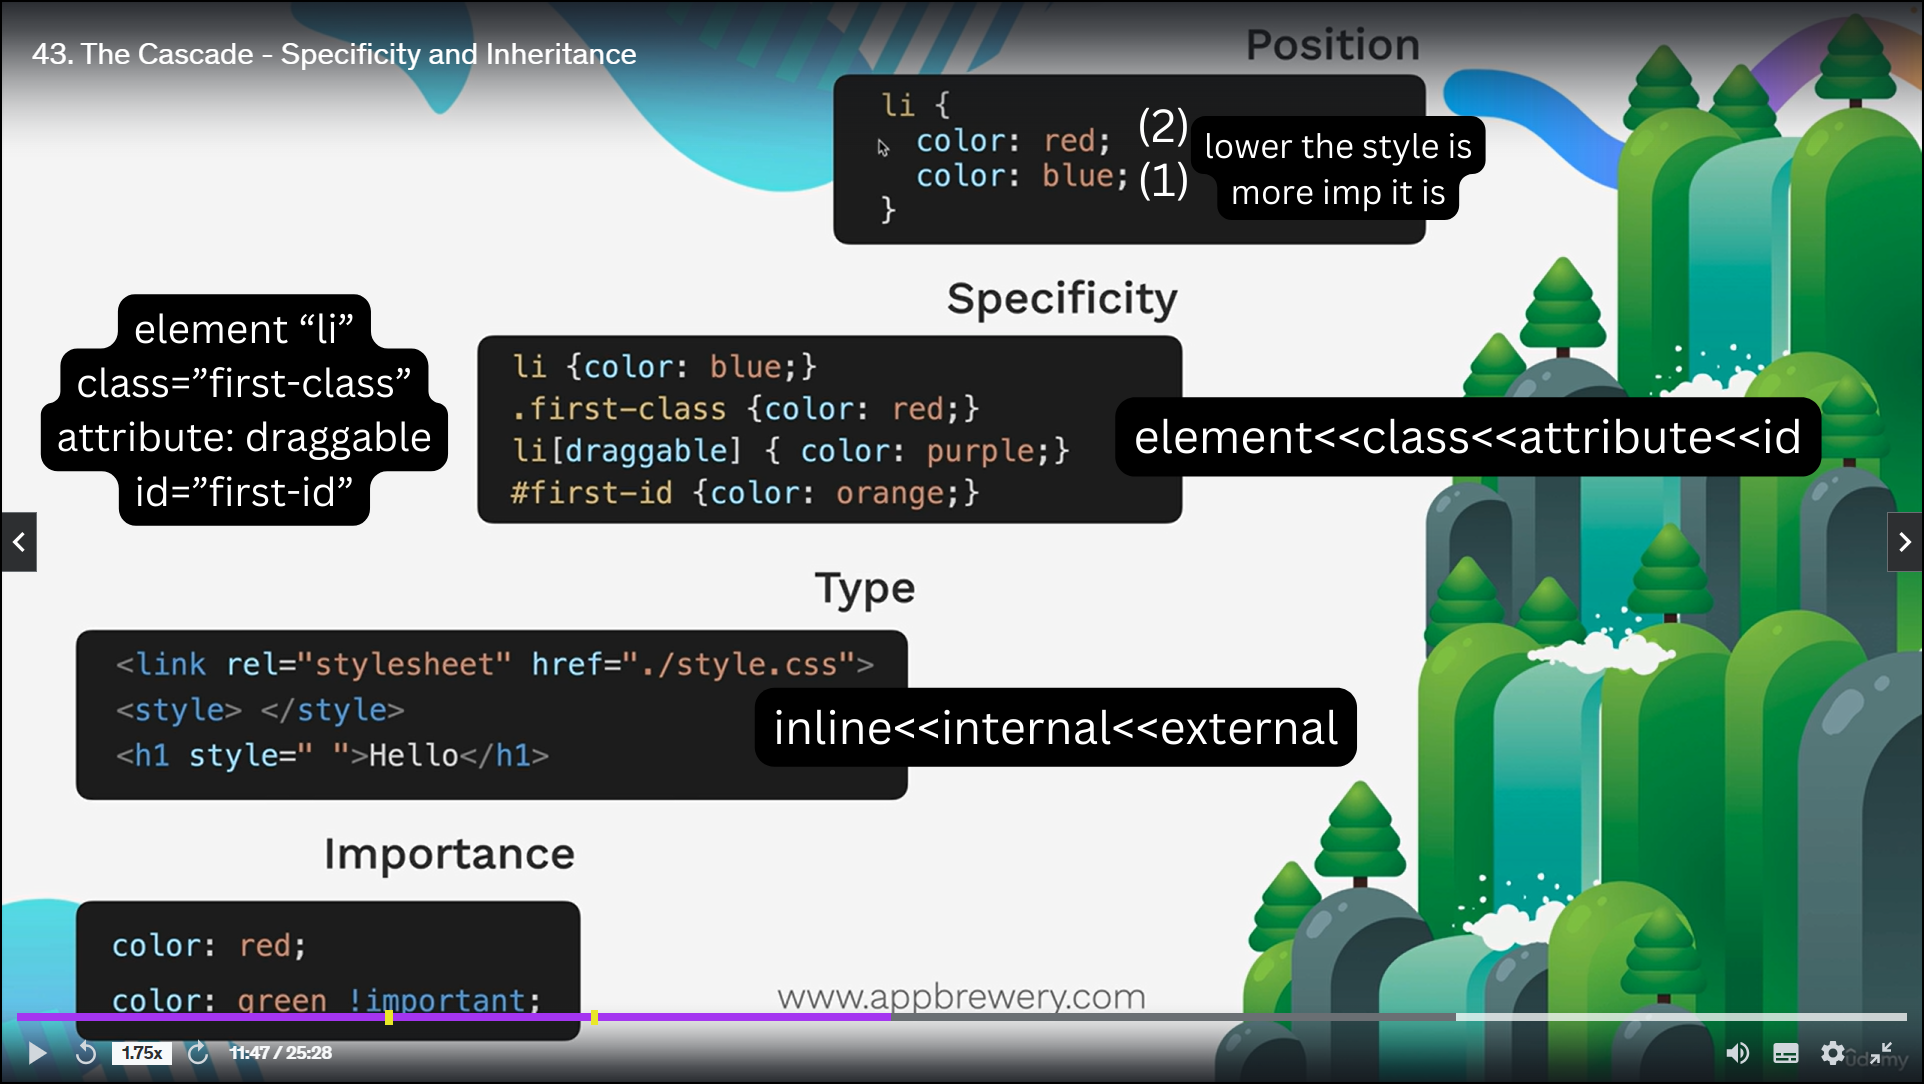 43. The Cascade - Specificity and Inheritance
Position
li {
color: red; (2)
color: blue; (1)
}
lower the style is
more imp it is
Specificity
element “li”
class=”first-class”
attribute: draggable
id=”first-id”
li {color: blue;}
.first-class {color: red;}
li[draggable] { color: purple;}
#first-id {color: orange;}
element<<class<<attribute<<id
Type
<link rel="stylesheet" href="./style.css">
<style> </style>
<h1 style=" ">Hello</h1>
inline<<internal<<external
Importance
color: red;
color: green !important;
www.appbrewery.com
1.75x
11:47 / 25:28
ûdemy